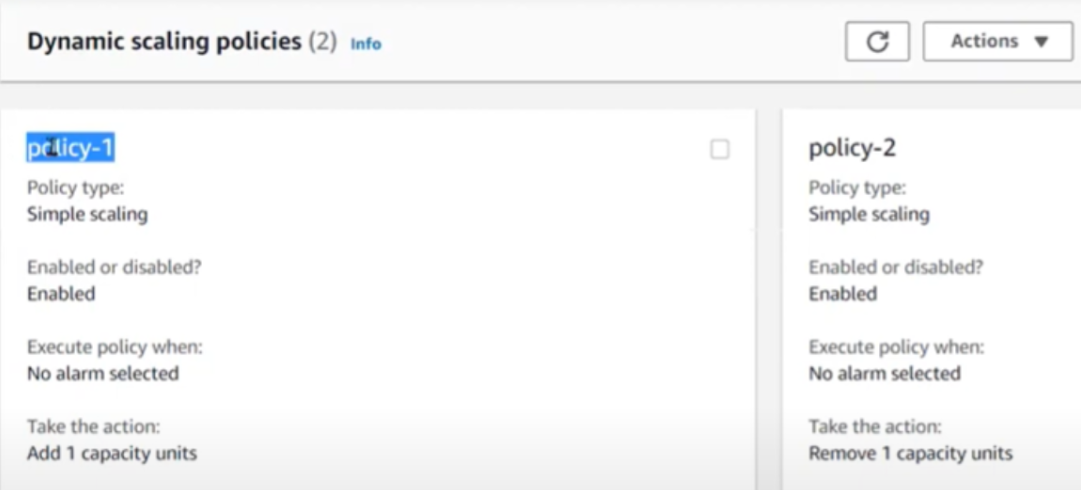 Dynamic scaling policies (2) Info
Actions ▼
policy-1
Policy type:
Simple scaling
Enabled or disabled?
Enabled
Execute policy when:
No alarm selected
Take the action:
Add 1 capacity units
policy-2
Policy type:
Simple scaling
Enabled or disabled?
Enabled
Execute policy when:
No alarm selected
Take the action:
Remove 1 capacity units